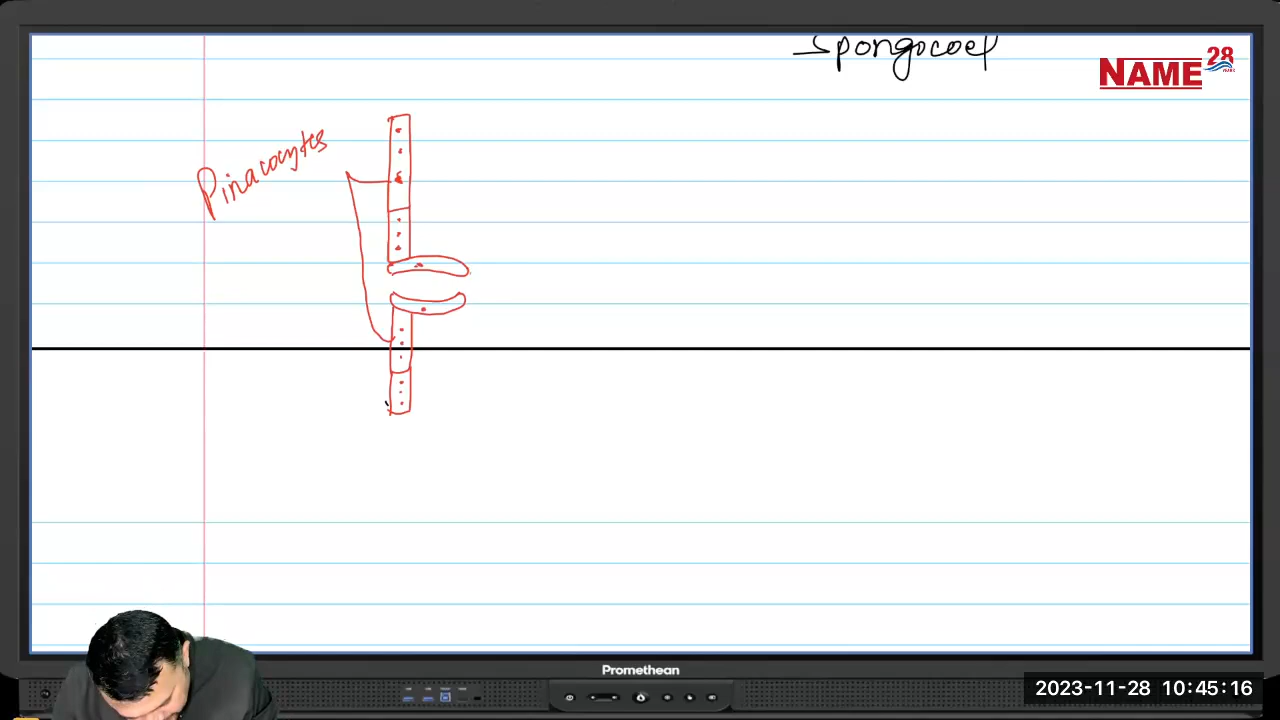 Spongocoel
NAME 28
Pinacocytes
Promethean
2023-11-28 10:45:16